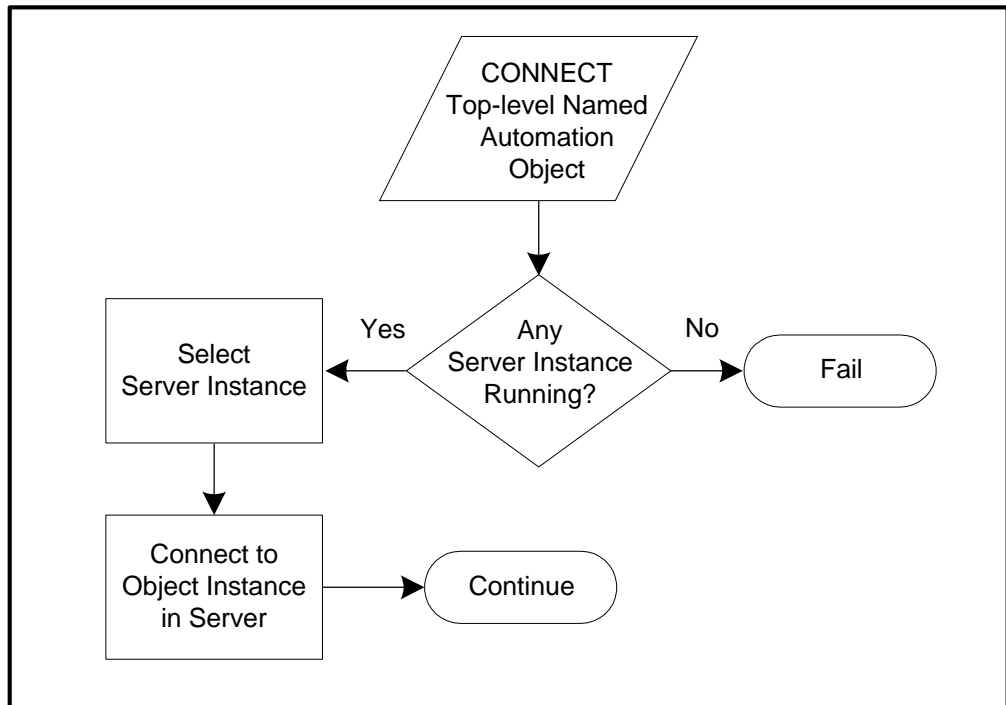 CONNECT
Top-level Named
Automation
Object
Any
Server Instance
Running?
Yes
No
Select
Server Instance
Fail
Connect to
Object Instance
in Server
Continue